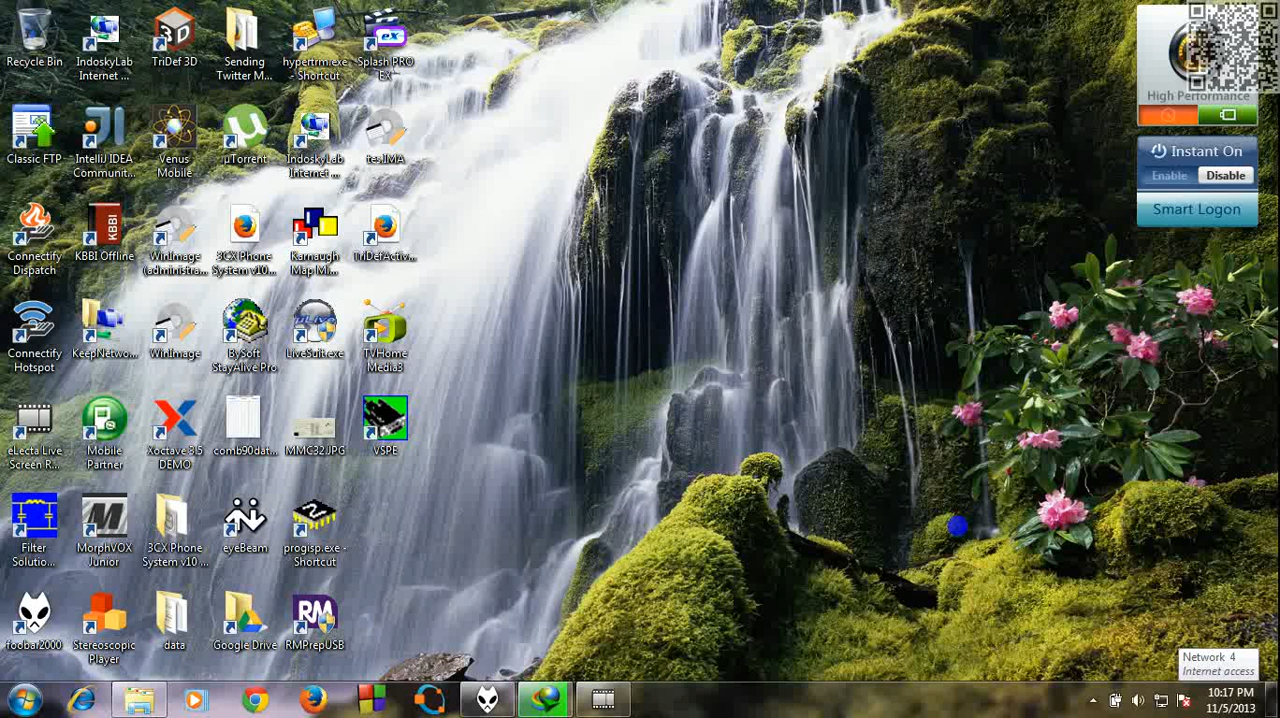 Recycle Bin
IndoskyLab
Internet ...
TriDef 3D
Sending
Twitter M...
hypertrm.exe
- Shortcut
Splash PRO
EX
ex
High Performance
Instant On
Enable
Disable
Smart Logon
Classic FTP
IntelliJ IDEA
Communit...
Venus
Mobile
µTorrent
IndoskyLab
Internet ...
tes.IMA
Connectify
Dispatch
KBBI
KBBI Offline
WinImage
(administra...
3CX Phone
System v10...
Karnaugh
Map Mi...
TriDefActiv...
Connectify
Hotspot
KeepNetwo...
WinImage
BySoft
StayAlive Pro
LiveSuit.exe
TVHome
Media3
eLecta Live
Screen R...
Mobile
Partner
Xoctave 3.5
DEMO
comb90dat...
MMC32.JPG
VSPE
Filter
Solutio...
MorphVOX
Junior
3CX Phone
System v10 ...
eyeBeam
progisp.exe -
Shortcut
foobar2000
Stereoscopic
Player
data
Google Drive
RM
RMPrepUSB
Network 4
Internet access
10:17 PM
11/5/2013